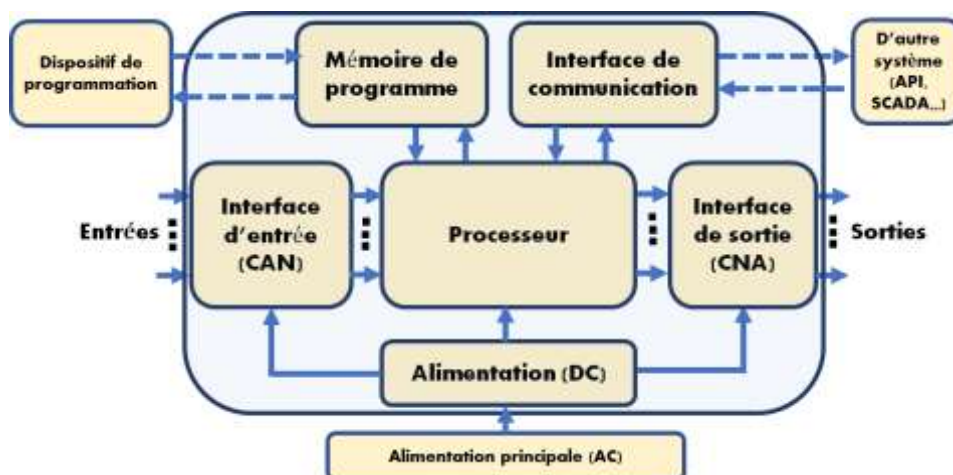 Dispositif de
programmation
Mémoire de
programme
Interface de
communication
D'autre
système
(API,
SCADA...)
Entrées
Interface
d'entrée
(CAN)
Processeur
Interface
de sortie
(CNA)
Sorties
Alimentation (DC)
Alimentation principale (AC)